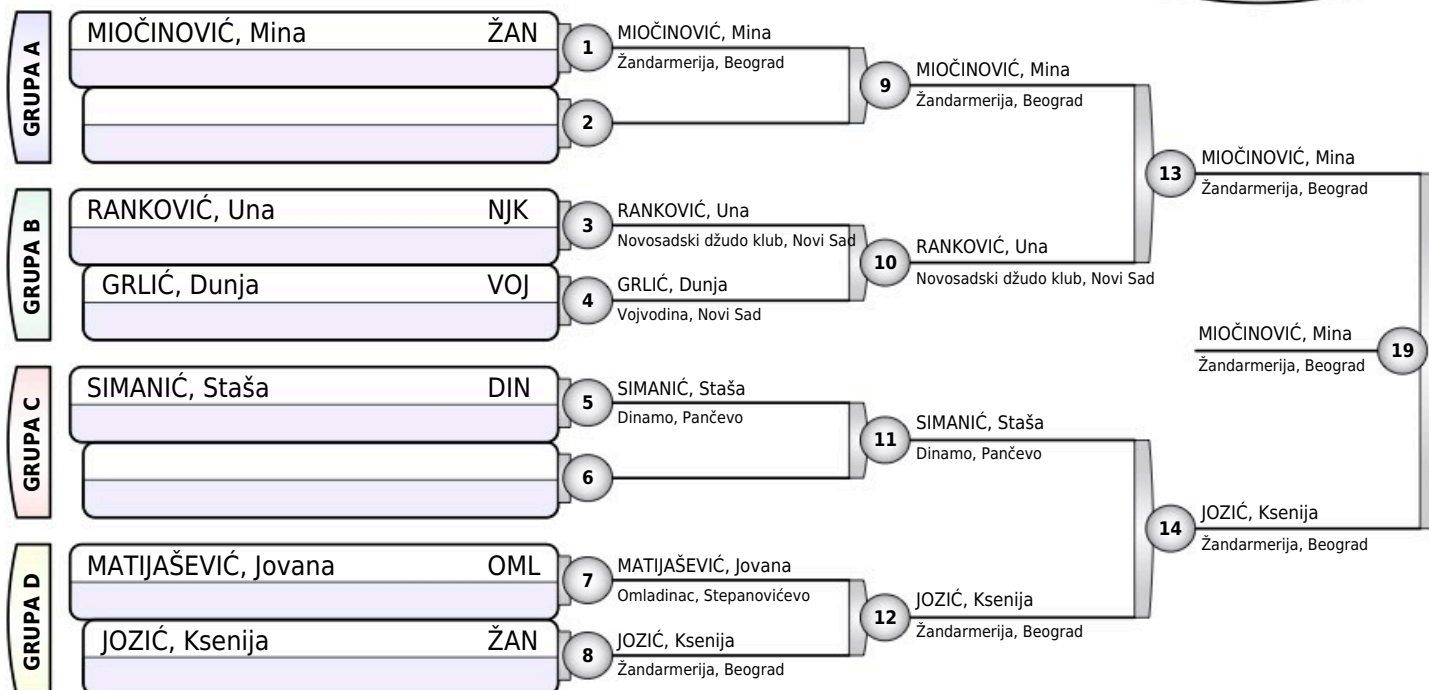 GRUPA A
MIOČINOVIĆ, Mina ŽAN
1
MIOČINOVIĆ, Mina
Žandarmerija, Beograd
2
9
MIOČINOVIĆ, Mina
Žandarmerija, Beograd
GRUPA B
RANKOVIĆ, Una NJK
3
RANKOVIĆ, Una
Novosadski džudo klub, Novi Sad
GRLIĆ, Dunja VOJ
4
GRLIĆ, Dunja
Vojvodina, Novi Sad
10
RANKOVIĆ, Una
Novosadski džudo klub, Novi Sad
13
MIOČINOVIĆ, Mina
Žandarmerija, Beograd
GRUPA C
SIMANIĆ, Staša DIN
5
SIMANIĆ, Staša
Dinamo, Pančevo
6
11
SIMANIĆ, Staša
Dinamo, Pančevo
GRUPA D
MATIJAŠEVIĆ, Jovana OML
7
MATIJAŠEVIĆ, Jovana
Omladinac, Stepanovićevo
JOZIĆ, Ksenija ŽAN
8
JOZIĆ, Ksenija
Žandarmerija, Beograd
12
JOZIĆ, Ksenija
Žandarmerija, Beograd
14
JOZIĆ, Ksenija
Žandarmerija, Beograd
MIOČINOVIĆ, Mina
Žandarmerija, Beograd
19